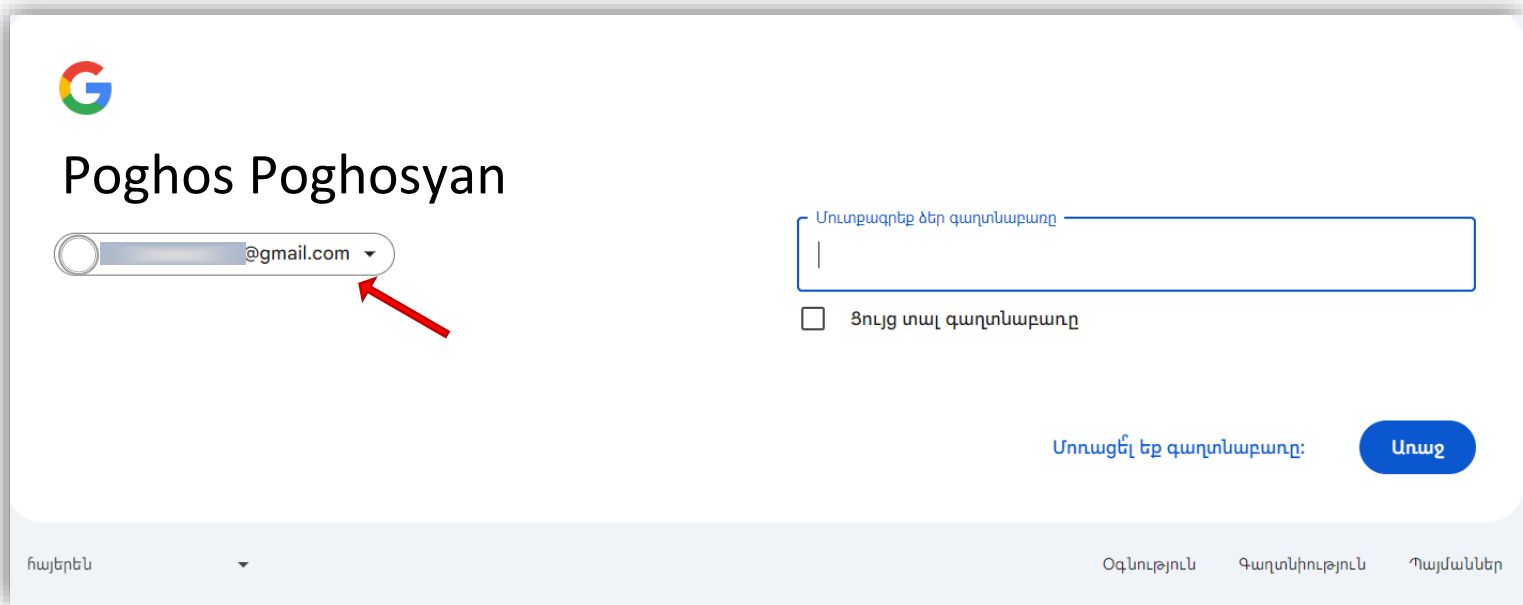 Poghos Poghosyan
@gmail.com
Մուտքագրեք ձեր գաղտնաբառը
Ցույց տալ գաղտնաբառը
Մոռացե՞լ եք գաղտնաբառը:
Առաջ
հայերեն
Օգնություն Գաղտնիություն Պայմաններ